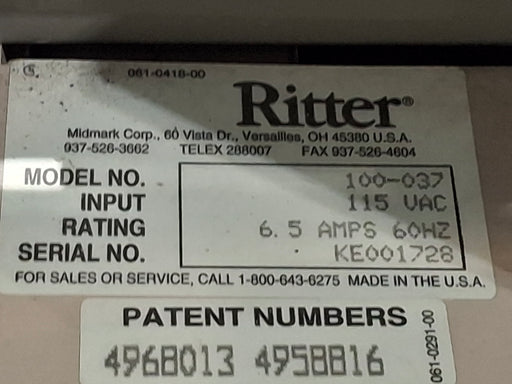 061-0418-00
Ritter®
Midmark Corp., 60 Vista Dr., Versailles, OH 45380 U.S.A.
937-526-3662 TELEX 288007 FAX 937-526-4604
MODEL NO. 100-037
INPUT 115 VAC
RATING 6.5 AMPS 60HZ
SERIAL NO. KE001728
FOR SALES OR SERVICE, CALL 1-800-643-6275 MADE IN THE U.S.A.
PATENT NUMBERS
4968013 4958816
061-0291-00